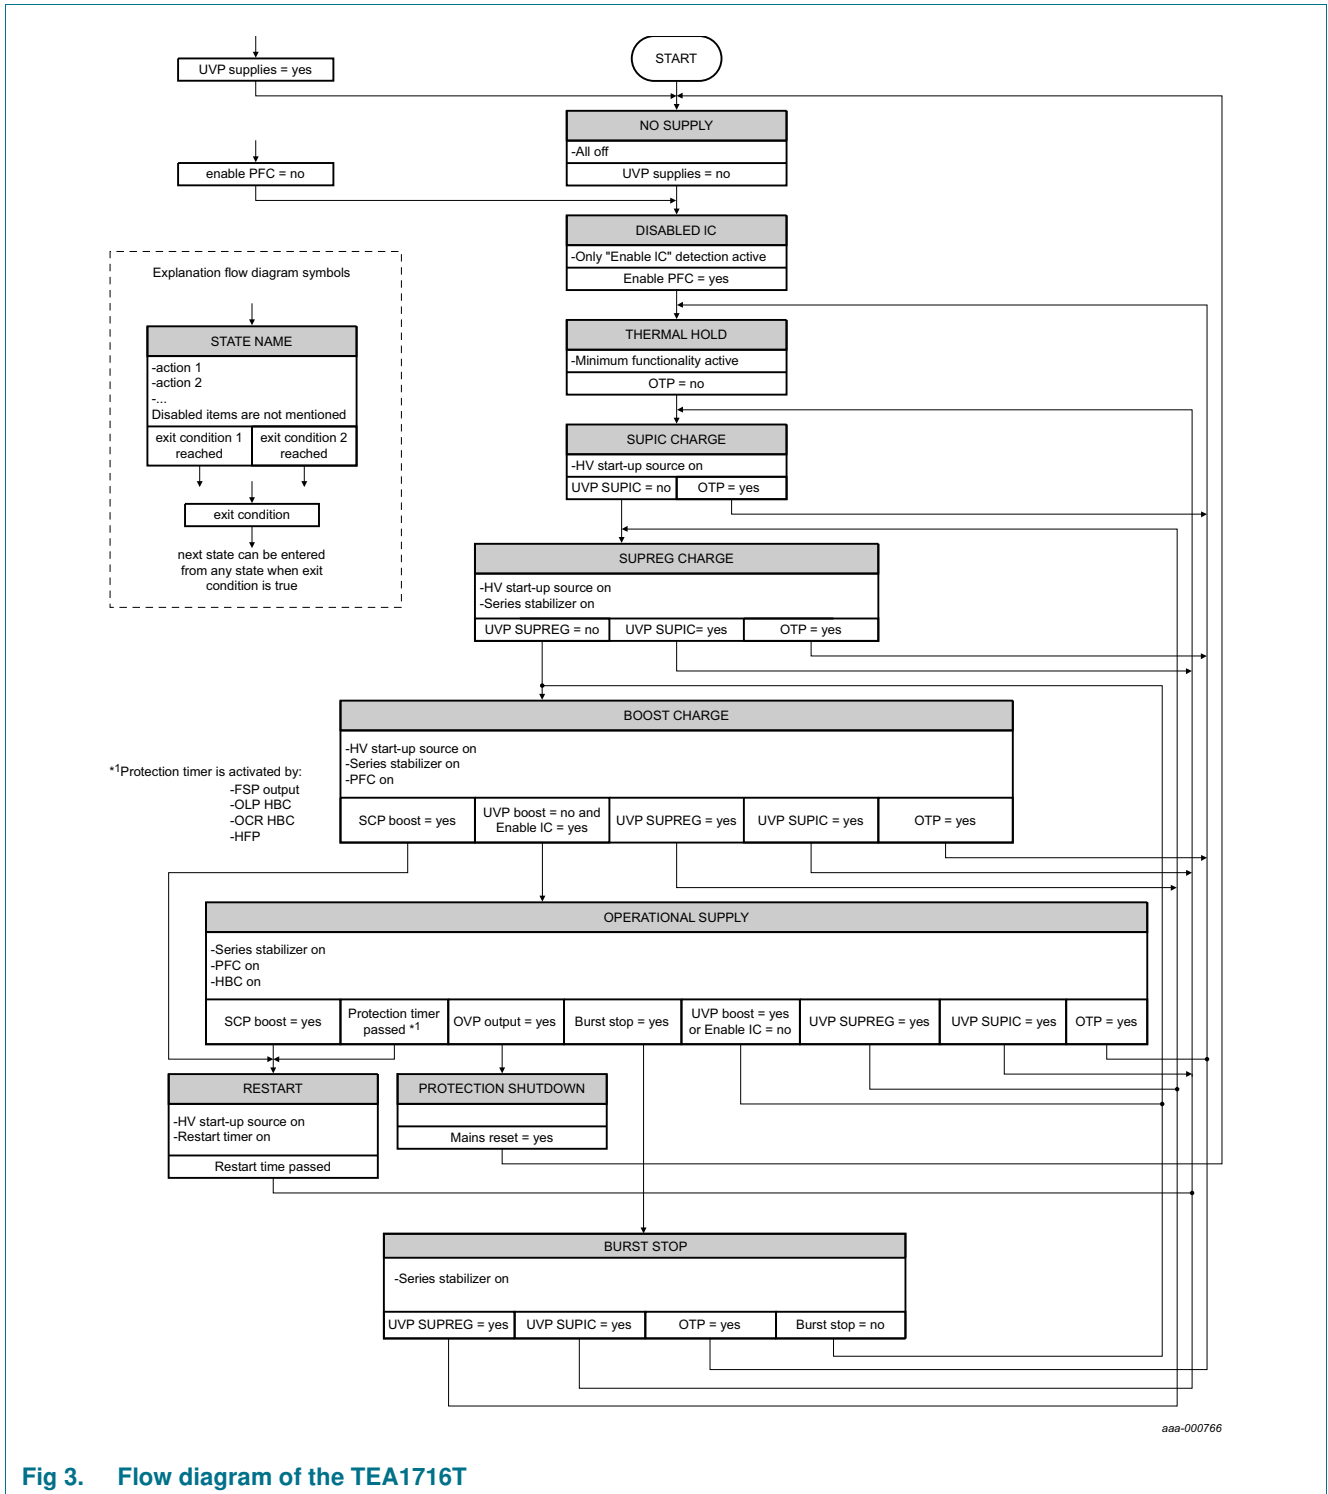 UVP supplies = yes
START
NO SUPPLY
-All off
UVP supplies = no
enable PFC = no
DISABLED IC
-Only "Enable IC" detection active
Enable PFC = yes
Explanation flow diagram symbols
STATE NAME
-action 1
-action 2
-...
Disabled items are not mentioned
exit condition 1
reached
exit condition 2
reached
exit condition
next state can be entered
from any state when exit
condition is true
THERMAL HOLD
-Minimum functionality active
OTP = no
SUPIC CHARGE
-HV start-up source on
UVP SUPIC = no
OTP = yes
SUPREG CHARGE
-HV start-up source on
-Series stabilizer on
UVP SUPREG = no
UVP SUPIC= yes
OTP = yes
BOOST CHARGE
-HV start-up source on
-Series stabilizer on
-PFC on
SCP boost = yes
UVP boost = no and
Enable IC = yes
UVP SUPREG = yes
UVP SUPIC = yes
OTP = yes
*1Protection timer is activated by:
-FSP output
-OLP HBC
-OCR HBC
-HFP
OPERATIONAL SUPPLY
-Series stabilizer on
-PFC on
-HBC on
SCP boost = yes
Protection timer
passed *1
OVP output = yes
Burst stop = yes
UVP boost = yes
or Enable IC = no
UVP SUPREG = yes
UVP SUPIC = yes
OTP = yes
RESTART
-HV start-up source on
-Restart timer on
Restart time passed
PROTECTION SHUTDOWN
Mains reset = yes
BURST STOP
-Series stabilizer on
UVP SUPREG = yes
UVP SUPIC = yes
OTP = yes
Burst stop = no
aaa-000766
Fig 3. Flow diagram of the TEA1716T